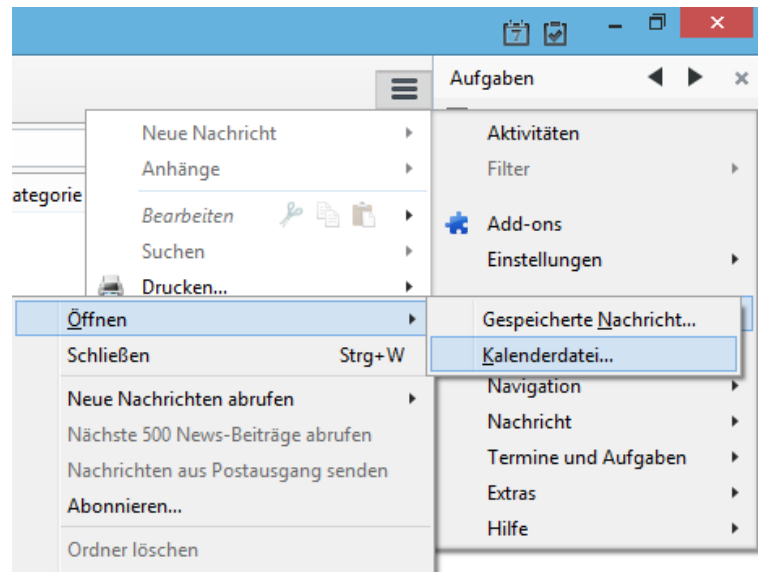 7
Aufgaben
Neue Nachricht
Anhänge
ategorie
Bearbeiten
Suchen
Drucken...
Aktivitäten
Filter
Add-ons
Einstellungen
Öffnen
Schließen Strg+W
Neue Nachrichten abrufen
Nächste 500 News-Beiträge abrufen
Nachrichten aus Postausgang senden
Abonnieren...
Ordner löschen
Gespeicherte Nachricht...
Kalenderdatei...
Navigation
Nachricht
Termine und Aufgaben
Extras
Hilfe